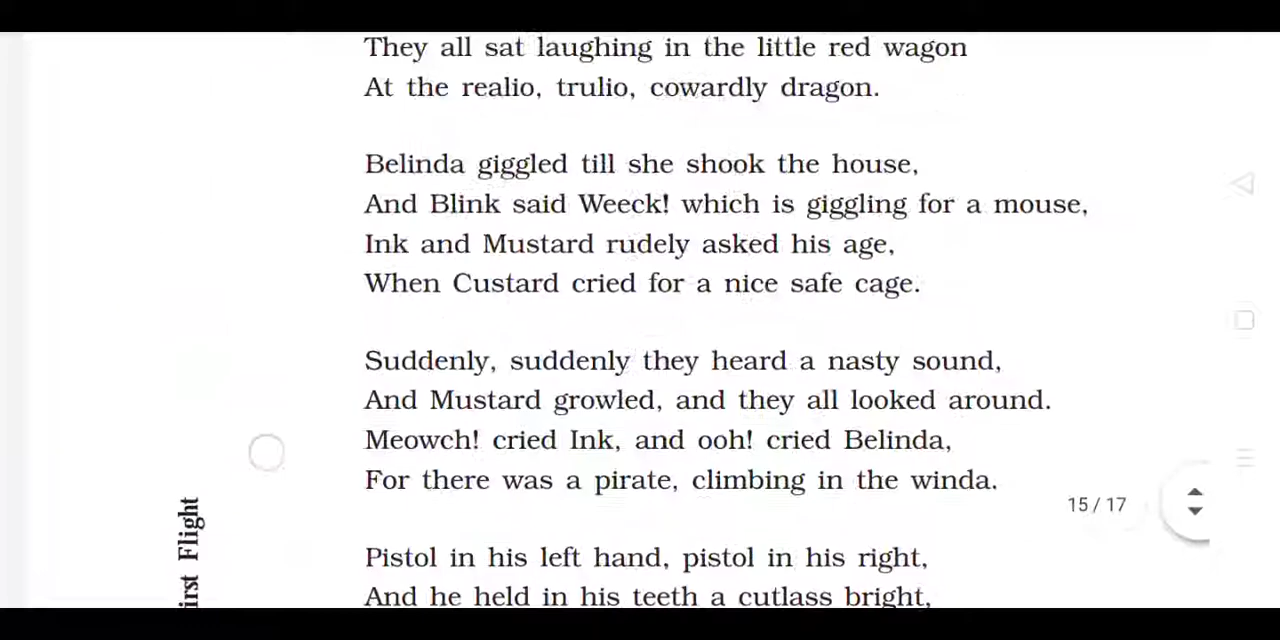 They all sat laughing in the little red wagon
At the realio, trulio, cowardly dragon.
Belinda giggled till she shook the house,
And Blink said Weeck! which is giggling for a mouse,
Ink and Mustard rudely asked his age,
When Custard cried for a nice safe cage.
Suddenly, suddenly they heard a nasty sound,
And Mustard growled, and they all looked around.
Meowch! cried Ink, and ooh! cried Belinda,
For there was a pirate, climbing in the winda.
15 / 17
irst Flight
Pistol in his left hand, pistol in his right,
And he held in his teeth a cutlass bright,